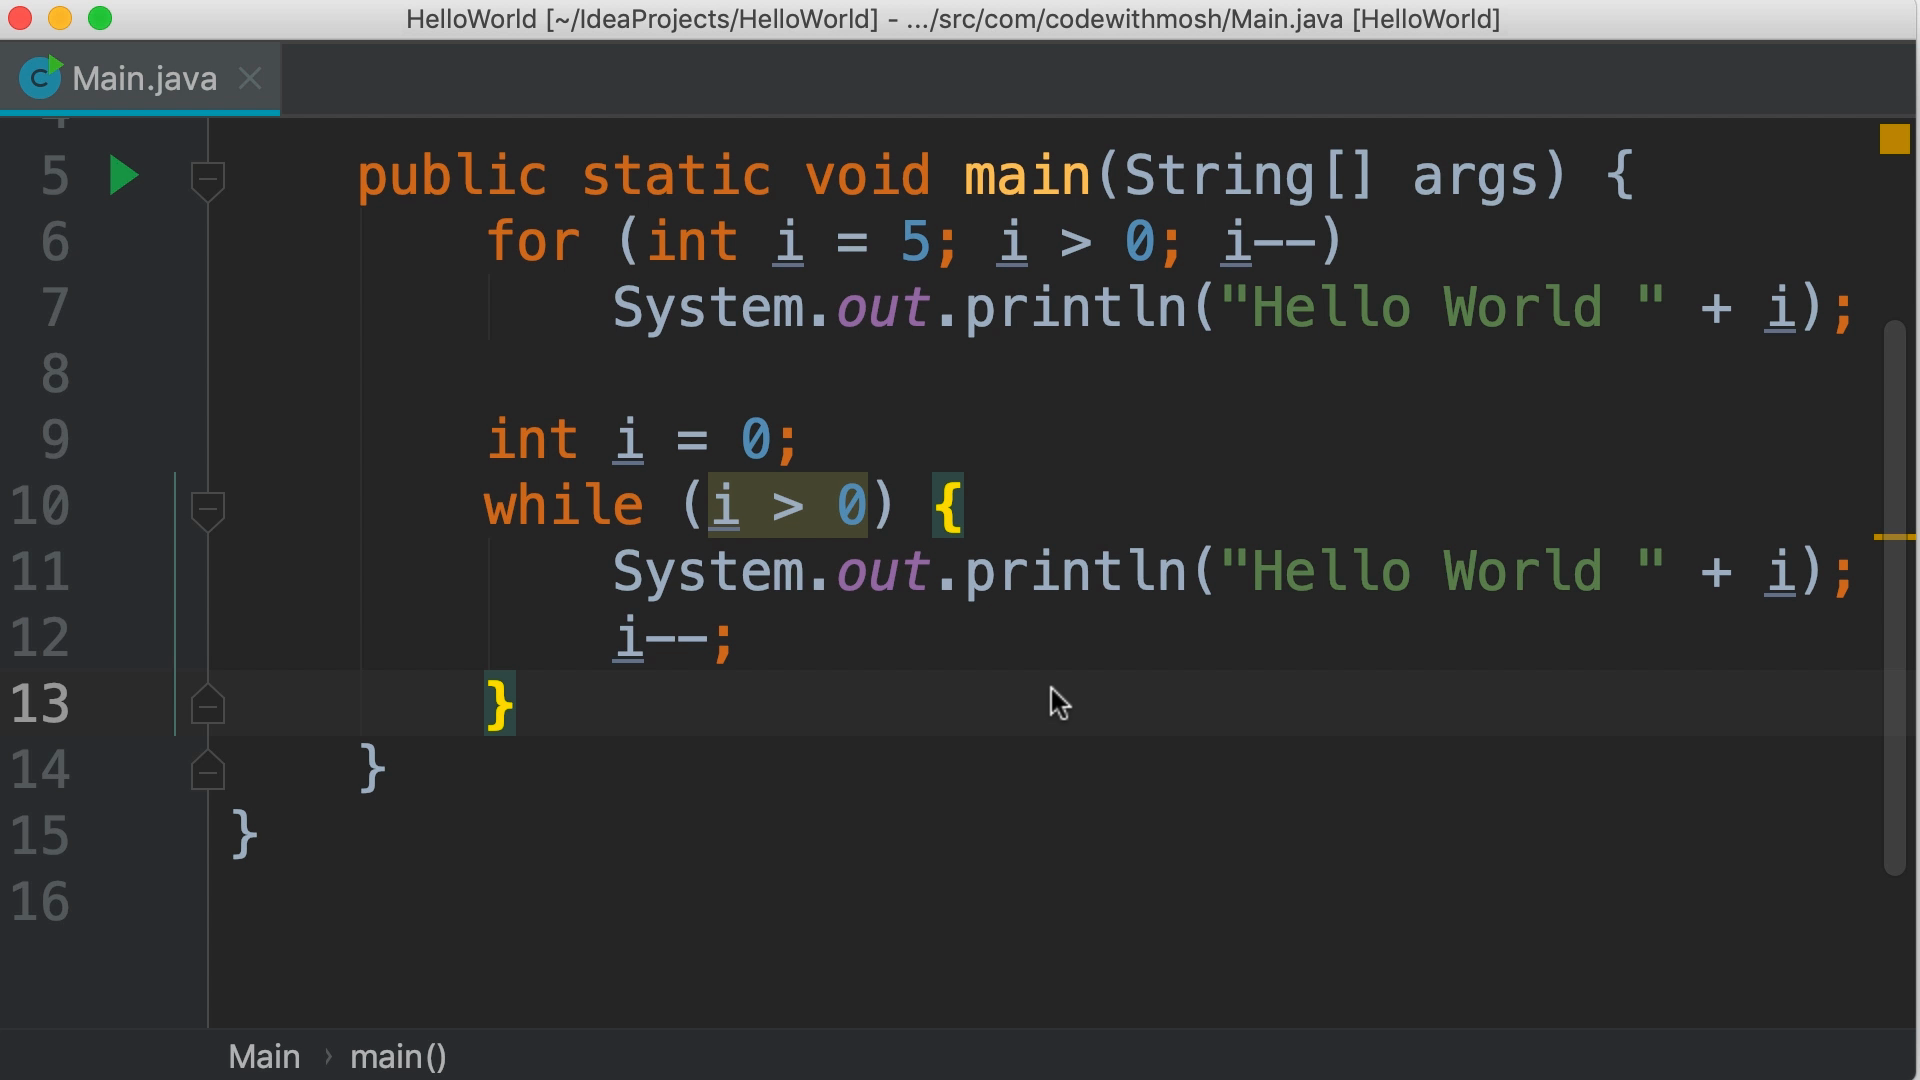 HelloWorld [~/IdeaProjects/HelloWorld] - .../src/com/codewithmosh/Main.java [HelloWorld]
C Main.java
5 public static void main(String[] args) {
6 for (int i = 5; i > 0; i--)
7 System.out.println("Hello World " + i);
8
9 int i = 0;
10 while (i > 0) {
11 System.out.println("Hello World " + i);
12 i--;
13 }
14 }
15 }
16
Main › main()